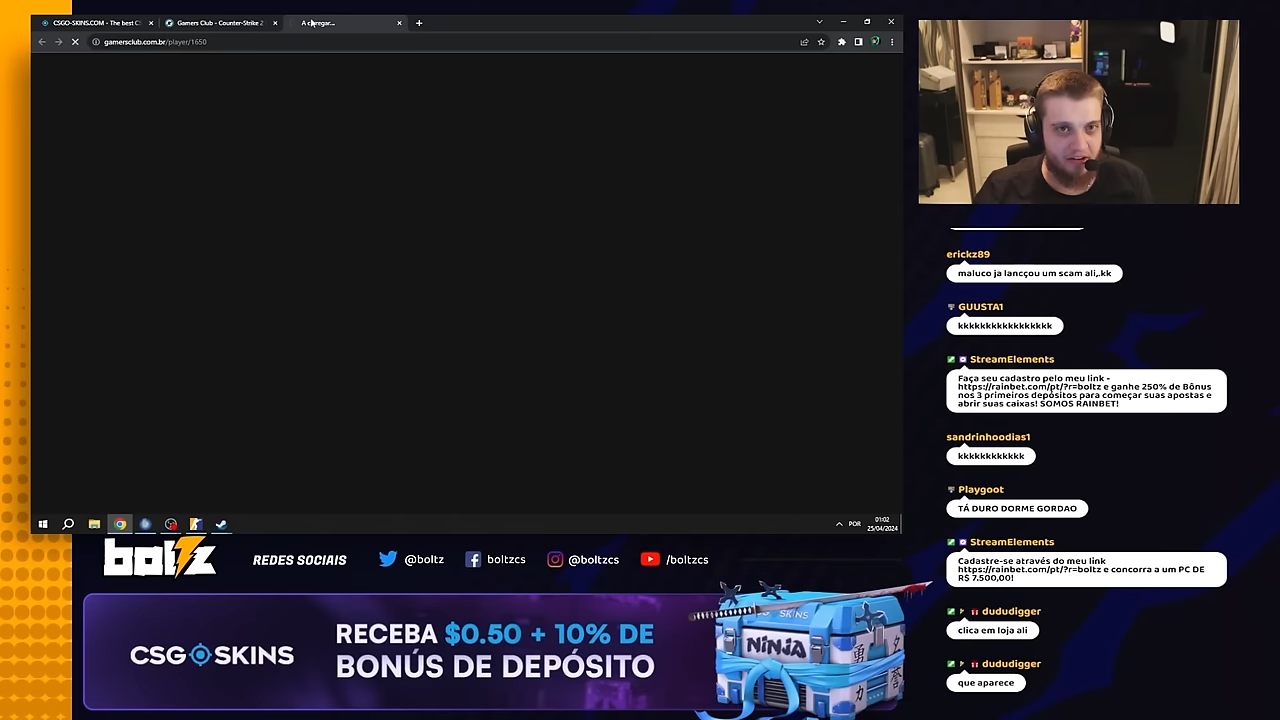 CSGO-SKINS.COM - The best C
Gamers Club - Counter-Strike 2
A carregar...
gamersclub.com.br/player/1650
erickz89
maluco ja lancçou um scam ali,.kk
GUUSTA1
kkkkkkkkkkkkkkkkk
StreamElements
Faça seu cadastro pelo meu link -
https://rainbet.com/pt/?r=boltz e ganhe 250% de Bônus
nos 3 primeiros depósitos para começar suas apostas e
abrir suas caixas! SOMOS RAINBET!
sandrinhoodias1
kkkkkkkkkkkk
Playgoot
TÁ DURO DORME GORDAO
StreamElements
Cadastre-se através do meu link
https://rainbet.com/pt/?r=boltz e concorra a um PC DE
R$ 7.500,00!
dududigger
clica em loja ali
dududigger
que aparece
POR
01:02
25/04/2024
boltz
REDES SOCIAIS
@boltz
boltzcs
@boltzcs
/boltzcs
CSGO SKINS
RECEBA $0.50 + 10% DE
BONÚS DE DEPÓSITO
SKINS
NINJA